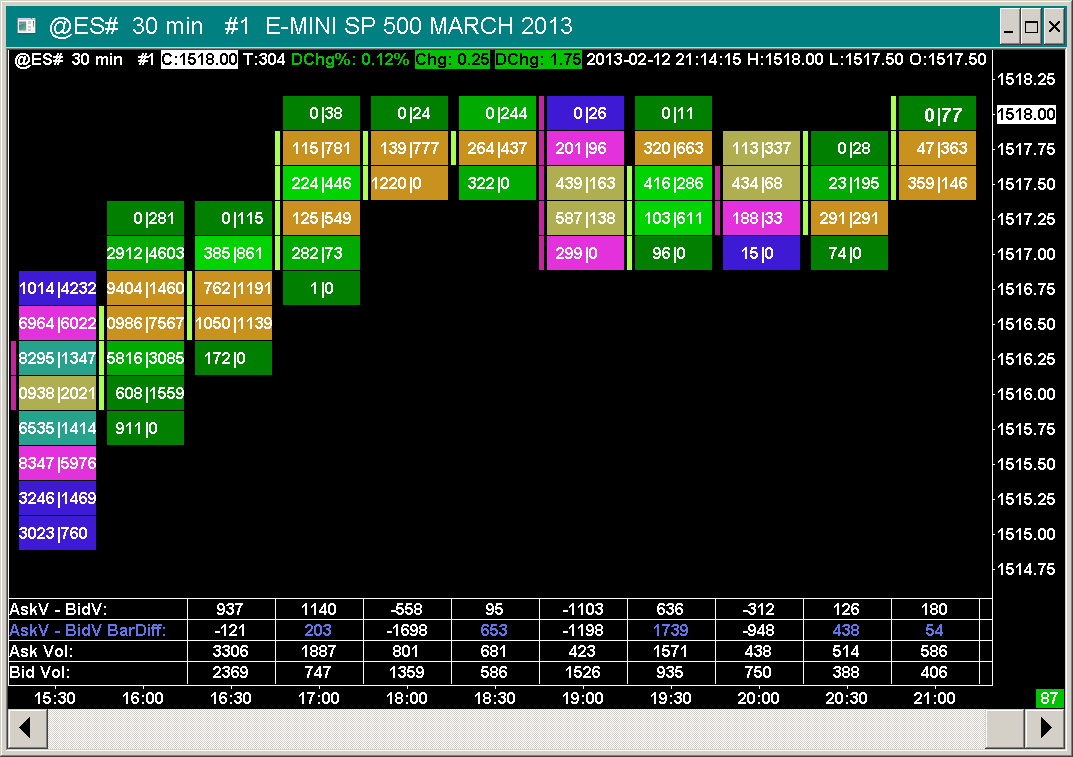 @ES# 30 min #1 E-MINI SP 500 MARCH 2013
@ES# 30 min #1 C:1518.00 T:304 DChg%: 0.12% Chg: 0.25 DChg: 1.75 2013-02-12 21:14:15 H:1518.00 L:1517.50 O:1517.50
1518.25
0|38 0|24 0|244 0|26 0|11 0|77 1518.00
115|781 139|777 264|437 201|96 320|663 113|337 0|28 47|363 1517.75
224|446 1220|0 322|0 439|163 416|286 434|68 23|195 359|146 1517.50
0|281 0|115 125|549 587|138 103|611 188|33 291|291 1517.25
2912|4603 385|861 282|73 299|0 96|0 15|0 74|0 1517.00
1014|4232 9404|1460 762|1191 1|0 1516.75
6964|6022 0986|7567 1050|1139 1516.50
8295|1347 5816|3085 172|0 1516.25
0938|2021 608|1559 1516.00
6535|1414 911|0 1515.75
8347|5976 1515.50
3246|1469 1515.25
3023|760 1515.00
1514.75
AskV - BidV: 937 1140 -558 95 -1103 636 -312 126 180
AskV - BidV BarDiff: -121 203 -1698 653 -1198 1739 -948 438 54
Ask Vol: 3306 1887 801 681 423 1571 438 514 586
Bid Vol: 2369 747 1359 586 1526 935 750 388 406
15:30 16:00 16:30 17:00 18:00 18:30 19:00 19:30 20:00 20:30 21:00 87